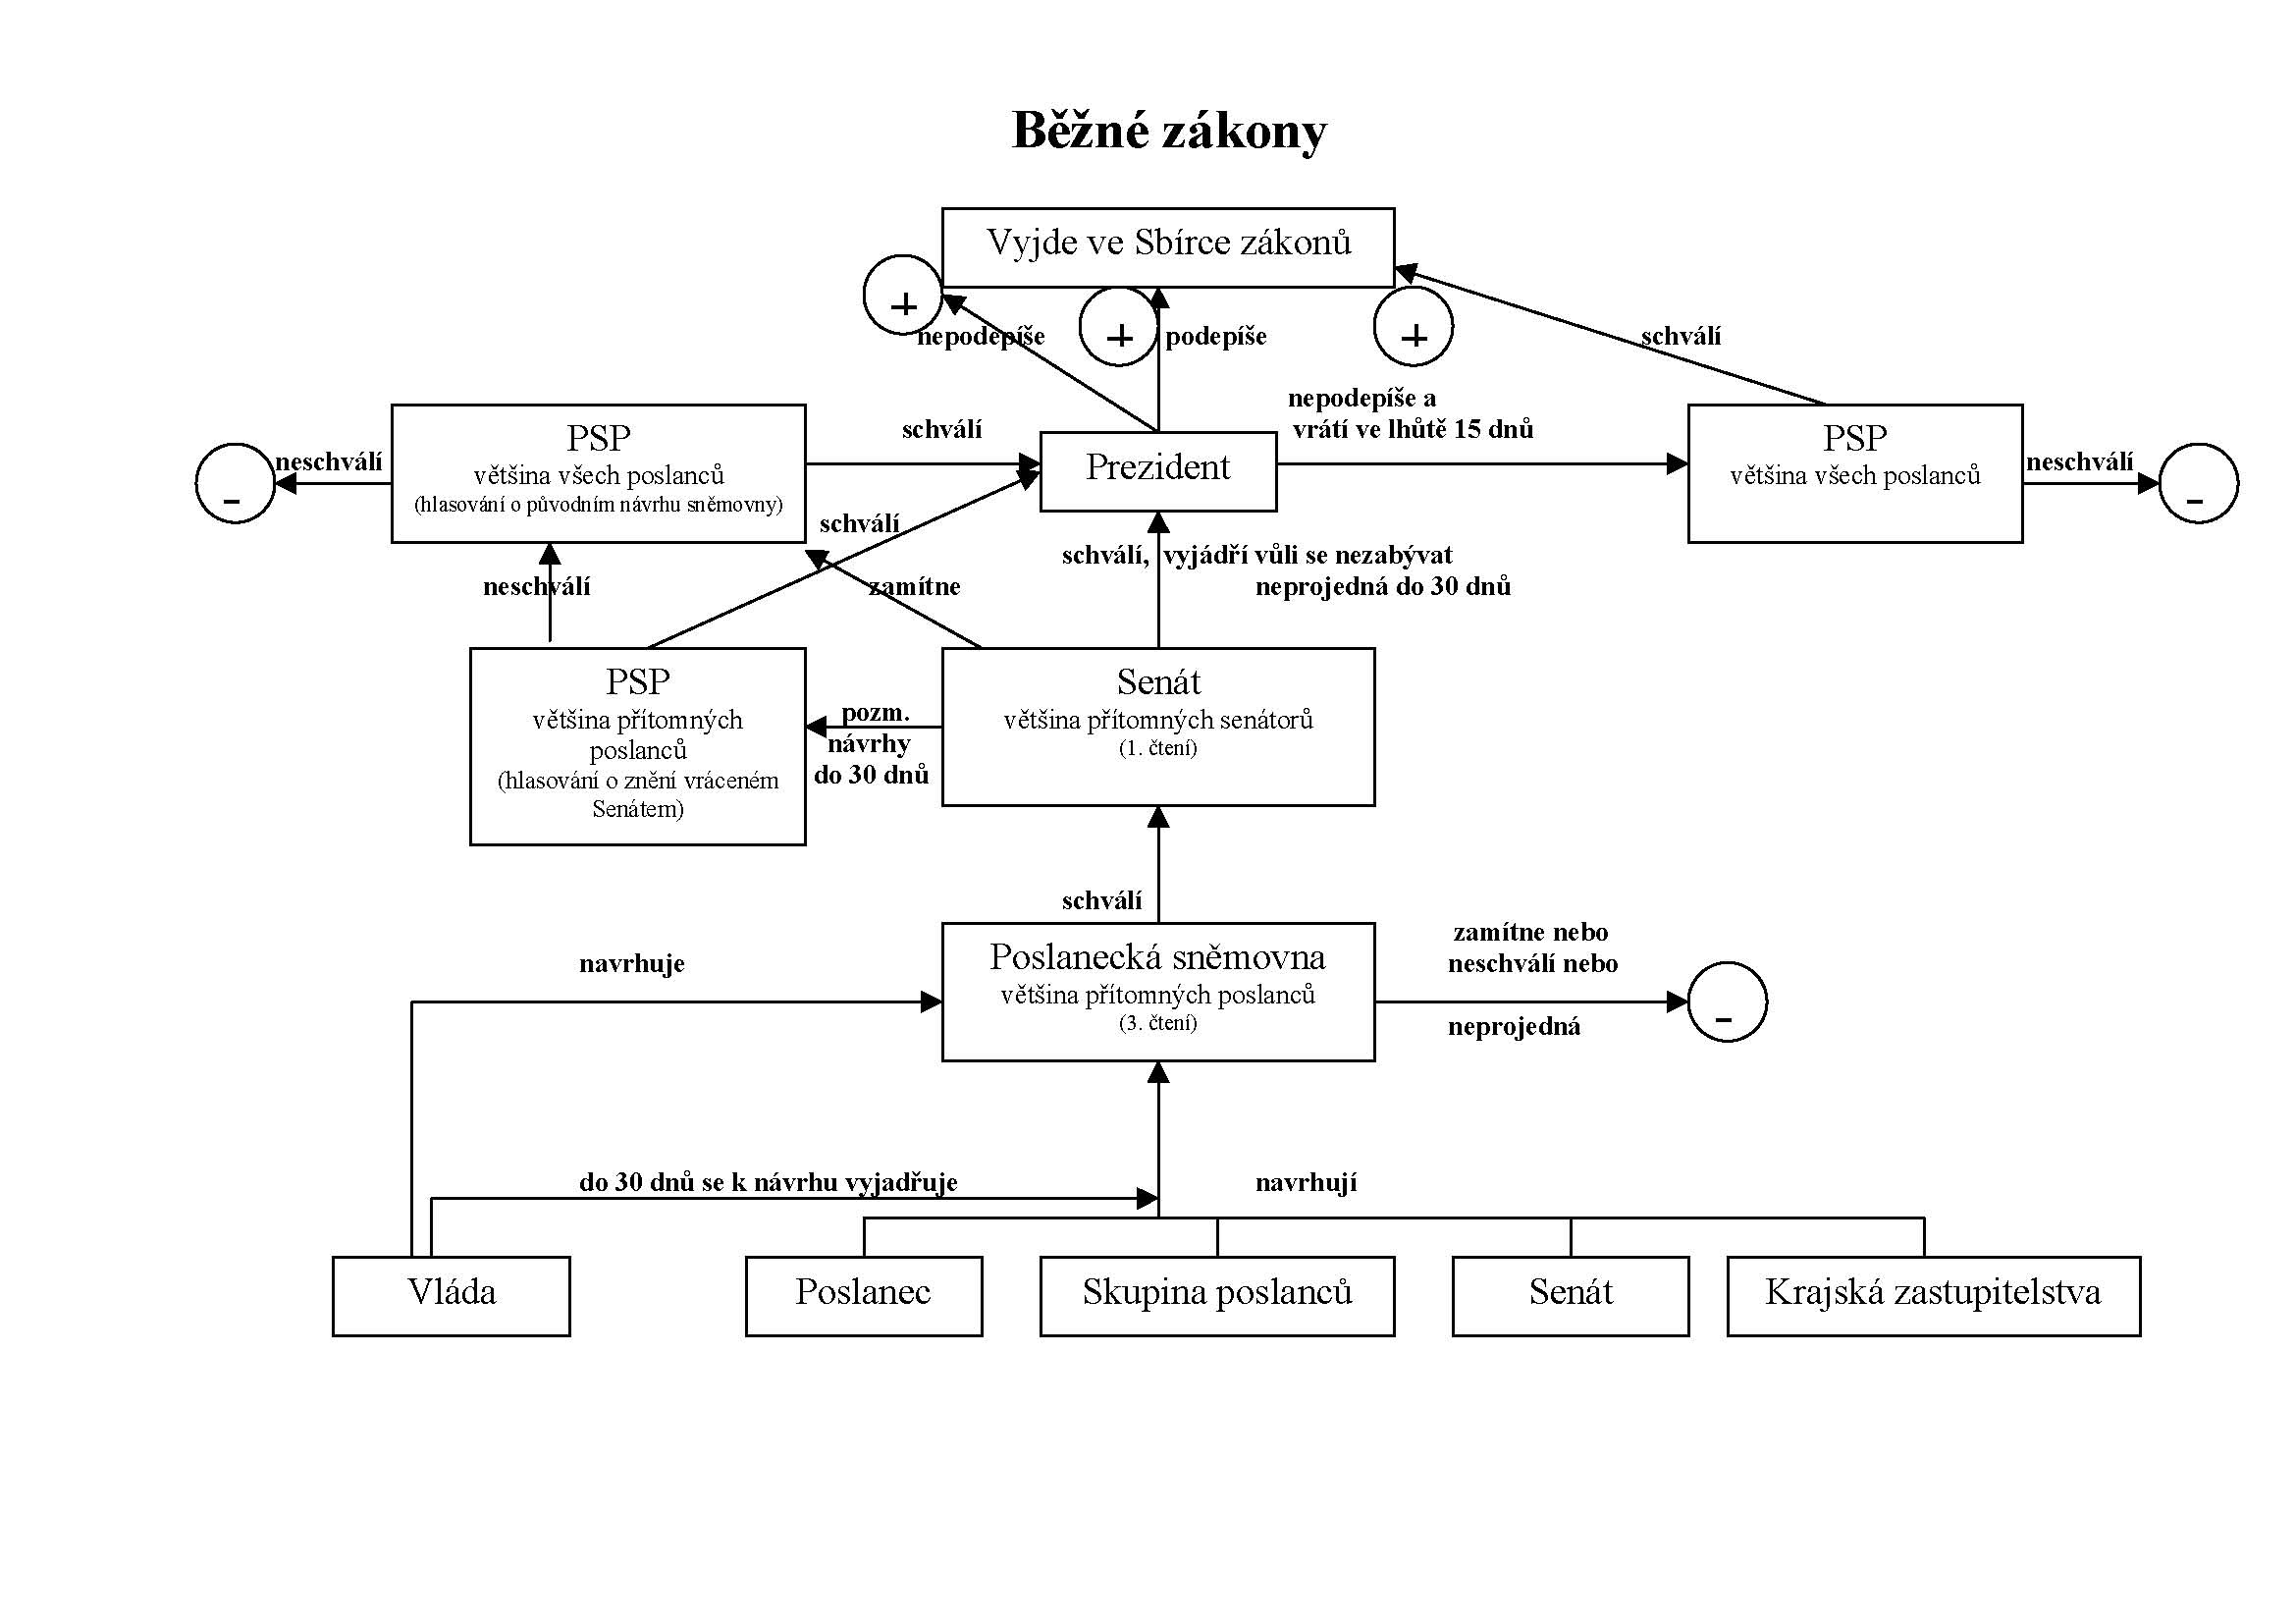 Běžné zákony
Vyjde ve Sbírce zákonů
+
+
+
nepodepíše
podepíše
schválí
PSP
většina všech poslanců
(hlasování o původním návrhu sněmovny)
neschválí
-
schválí
Prezident
nepodepíše a
vrátí ve lhůtě 15 dnů
PSP
většina všech poslanců
neschválí
-
schválí
schválí, vyjádří vůli se nezabývat
neprojedná do 30 dnů
neschválí
zamítne
PSP
většina přítomných
poslanců
(hlasování o znění vráceném
Senátem)
pozm.
návrhy
do 30 dnů
Senát
většina přítomných senátorů
(1. čtení)
schválí
navrhuje
Poslanecká sněmovna
většina přítomných poslanců
(3. čtení)
zamítne nebo
neschválí nebo
neprojedná
-
do 30 dnů se k návrhu vyjadřuje
navrhují
Vláda
Poslanec
Skupina poslanců
Senát
Krajská zastupitelstva